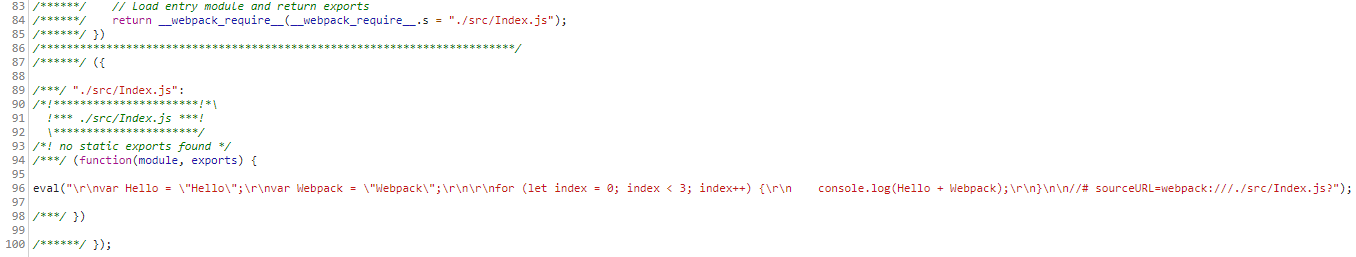 83 /******/ 	// Load entry module and return exports
84 /******/ 	return __webpack_require__(__webpack_require__.s = "./src/Index.js");
85 /******/ })
86 /************************************************************************/
87 /******/ ({
88
89 /***/ "./src/Index.js":
90 /*!**********************!*\
91   !*** ./src/Index.js ***!
92   \**********************/
93 /*! no static exports found */
94 /***/ (function(module, exports) {
95
96 eval("\r\nvar Hello = \"Hello\";\r\nvar Webpack = \"Webpack\";\r\n\r\nfor (let index = 0; index < 3; index++) {\r\n    console.log(Hello + Webpack);\r\n}\n\n//# sourceURL=webpack:///./src/Index.js?");
97
98 /***/ })
99
100 /******/ });